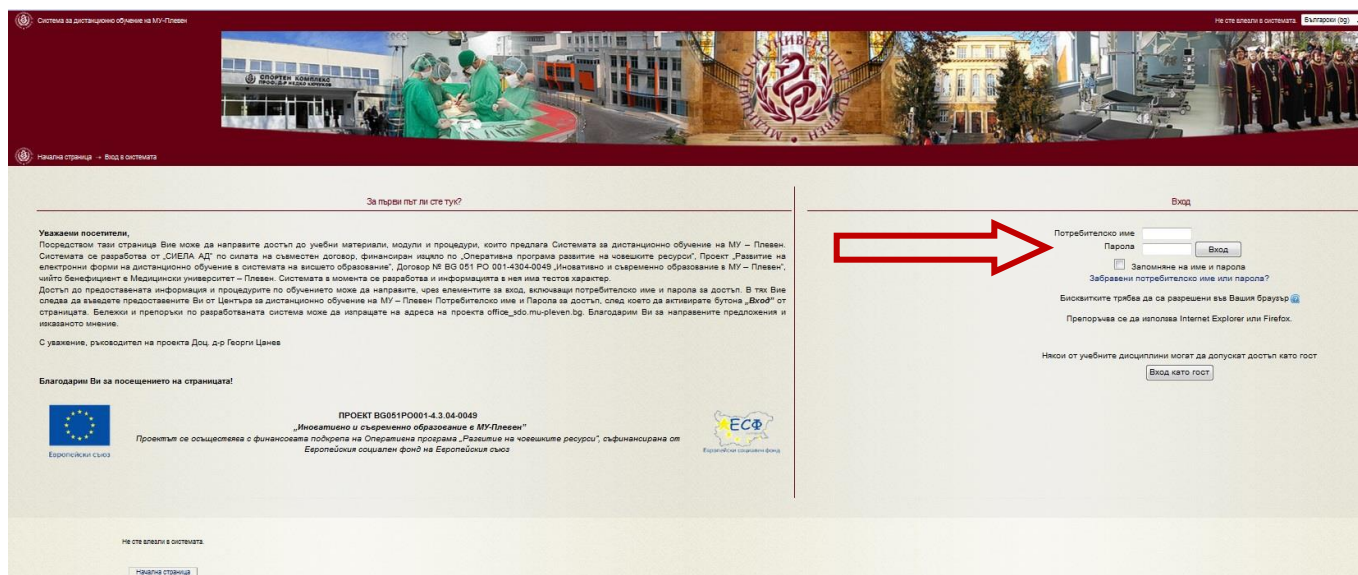 Система за дистанционно обучение на МУ-Плевен
Не сте влезли в системата.
Български (bg)
СПОРТЕН КОМПЛЕКС
МЕДИЦИНСКИ УНИВЕРСИТЕТ ПЛЕВЕН
Начална страница → Вход в системата
За първи път ли сте тук?
Уважаеми посетители,
Посредством тази страница Вие може да направите достъп до учебни материали, модули и процедури, които предлага Системата за дистанционно обучение на МУ – Плевен.
Системата се разработва от „СИЕЛА АД" по силата на съвместен договор, финансиран изцяло по „Оперативна програма развитие на човешките ресурси", Проект „Развитие на
електронни форми на дистанционно обучение в системата на висшето образование", Договор № BG 051 PO 001-4304-0049 „Иновативно и съвременно образование в МУ – Плевен",
чийто бенефициент е Медицински университет – Плевен. Системата в момента се разработва и информацията в нея има тестов характер.
Достъп до предоставената информация и процедурите по обучението може да направите, чрез елементите за вход, включващи потребителско име и парола за достъп. В тях Вие
следва да въведете предоставените Ви от Центъра за дистанционно обучение на МУ – Плевен Потребителско име и Парола за достъп, след което да активирате бутона „Вход" от
страницата. Бележки и препоръки по разработваната система може да изпращате на адреса на проекта office_sdo.mu-pleven.bg. Благодарим Ви за направените предложения и
изказаното мнение.
С уважение, ръководител на проекта Доц. д-р Георги Цанев
Благодарим Ви за посещението на страницата!
Европейски съюз
ПРОЕКТ BG051PO001-4.3.04-0049
„Иновативно и съвременно образование в МУ-Плевен"
Проектът се осъществява с финансовата подкрепа на Оперативна програма „Развитие на човешките ресурси", съфинансирана от
Европейския социален фонд на Европейския съюз
ЕСФ
Европейски социален фонд
Вход
Потребителско име
Парола
Вход
Запомняне на име и парола
Забравени потребителско име или парола?
Бисквитките трябва да са разрешени във Вашия браузър
Препоръчва се да използва Internet Explorer или Firefox.
Някои от учебните дисциплини могат да допускат достъп като гост
Вход като гост
Не сте влезли в системата.
Начална страница